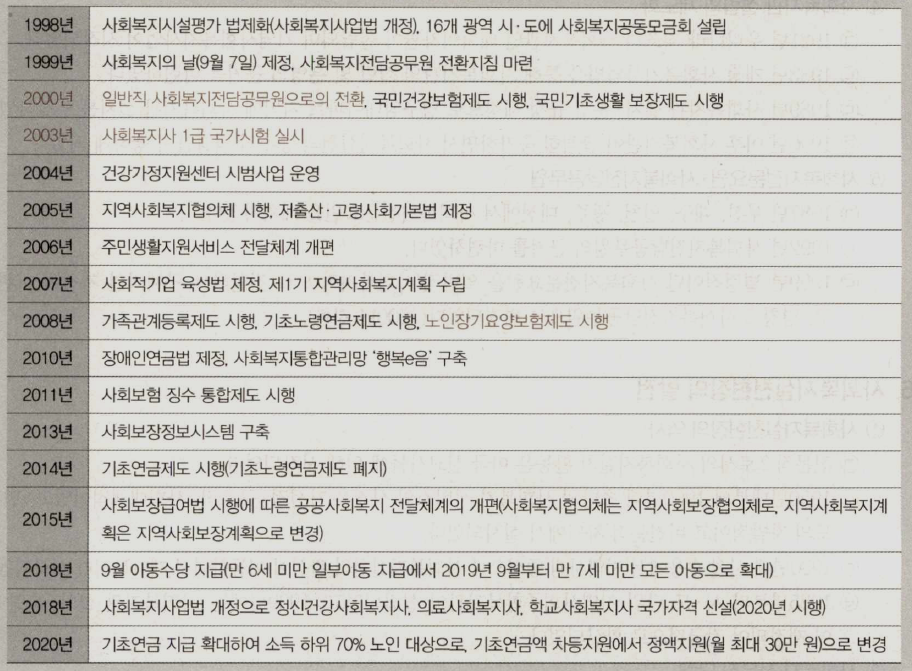 1998년 사회복지시설평가 법제화(사회복지사업법 개정), 16개 광역 시·도에 사회복지공동모금회 설립
1999년 사회복지의 날(9월 7일) 제정, 사회복지전담공무원 전환지침 마련
2000년 일반직 사회복지전담공무원으로의 전환, 국민건강보험제도 시행, 국민기초생활 보장제도 시행
2003년 사회복지사 1급 국가시험 실시
2004년 건강가정지원센터 시범사업 운영
2005년 지역사회복지협의체 시행, 저출산·고령사회기본법 제정
2006년 주민생활지원서비스 전달체계 개편
2007년 사회적기업 육성법 제정, 제1기 지역사회복지계획 수립
2008년 가족관계등록제도 시행, 기초노령연금제도 시행, 노인장기요양보험제도 시행
2010년 장애인연금법 제정, 사회복지통합관리망 '행복e음' 구축
2011년 사회보험 징수 통합제도 시행
2013년 사회보장정보시스템 구축
2014년 기초연금제도 시행(기초노령연금제도 폐지)
2015년 사회보장급여법 시행에 따른 공공사회복지 전달체계의 개편(사회복지협의체는 지역사회보장협의체로, 지역사회복지계
획은 지역사회보장계획으로 변경)
2018년 9월 아동수당 지급(만 6세 미만 일부아동 지급에서 2019년 9월부터 만 7세 미만 모든 아동으로 확대)
2018년 사회복지사업법 개정으로 정신건강사회복지사, 의료사회복지사, 학교사회복지사 국가자격 신설(2020년 시행)
2020년 기초연금 지급 확대하여 소득 하위 70% 노인 대상으로, 기초연금액 차등지원에서 정액지원(월 최대 30만 원)으로 변경